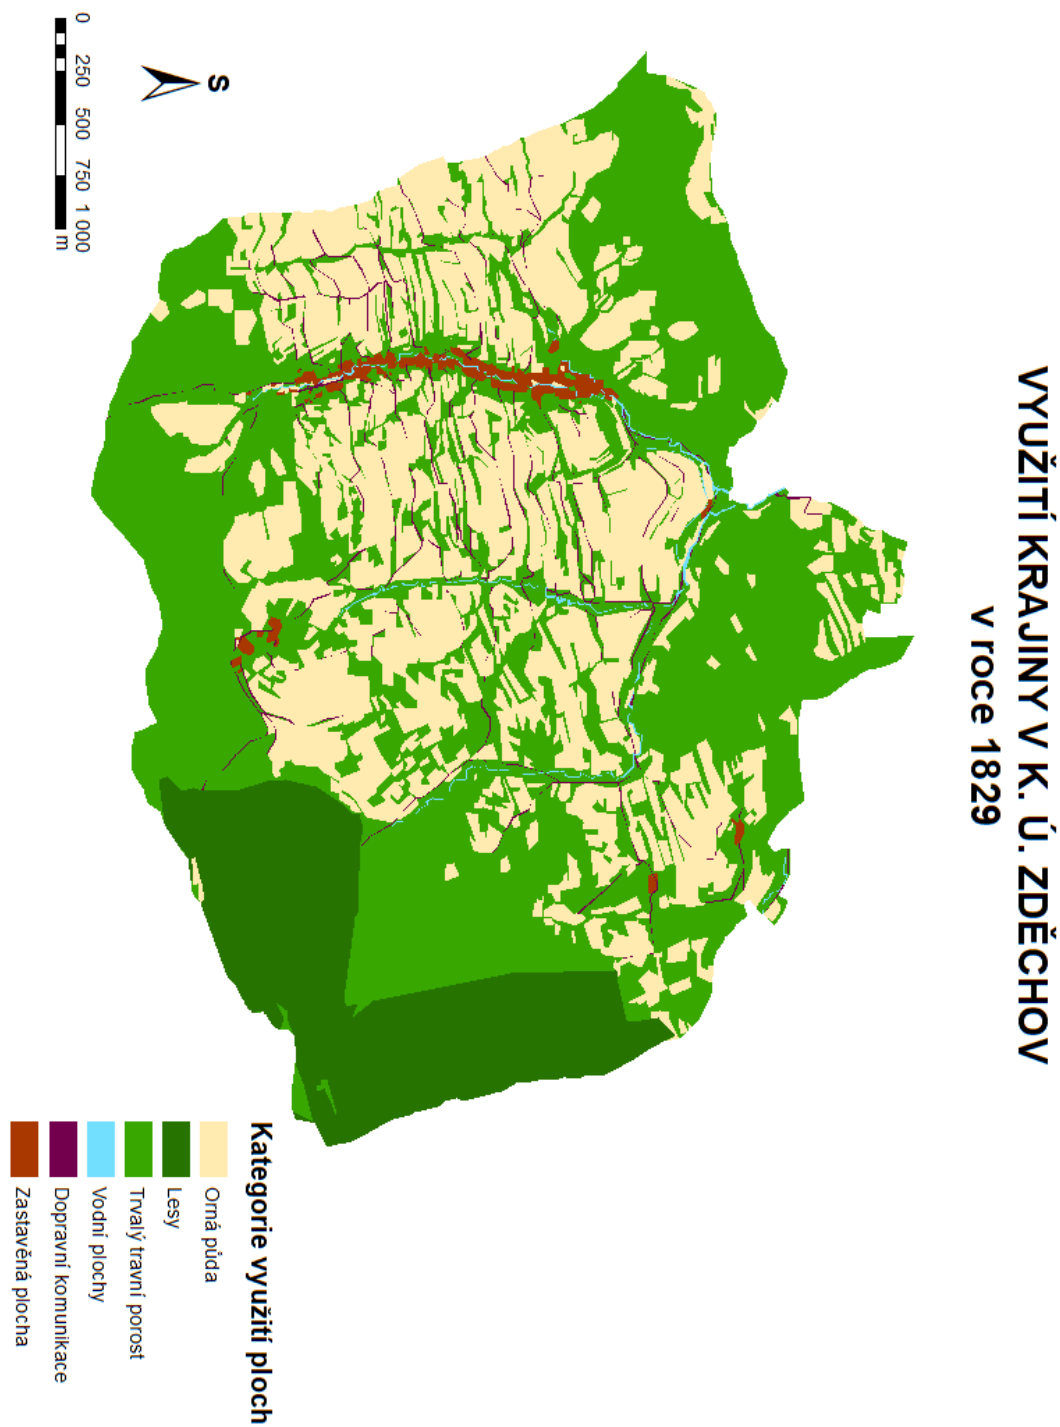 VYUŽITÍ KRAJINY V K. Ú. ZDĚCHOV
v roce 1829
S
0 250 500 750 1 000
m
Kategorie využití ploch
Orná půda
Lesy
Trvalý travní porost
Vodní plochy
Dopravní komunikace
Zastavěná plocha